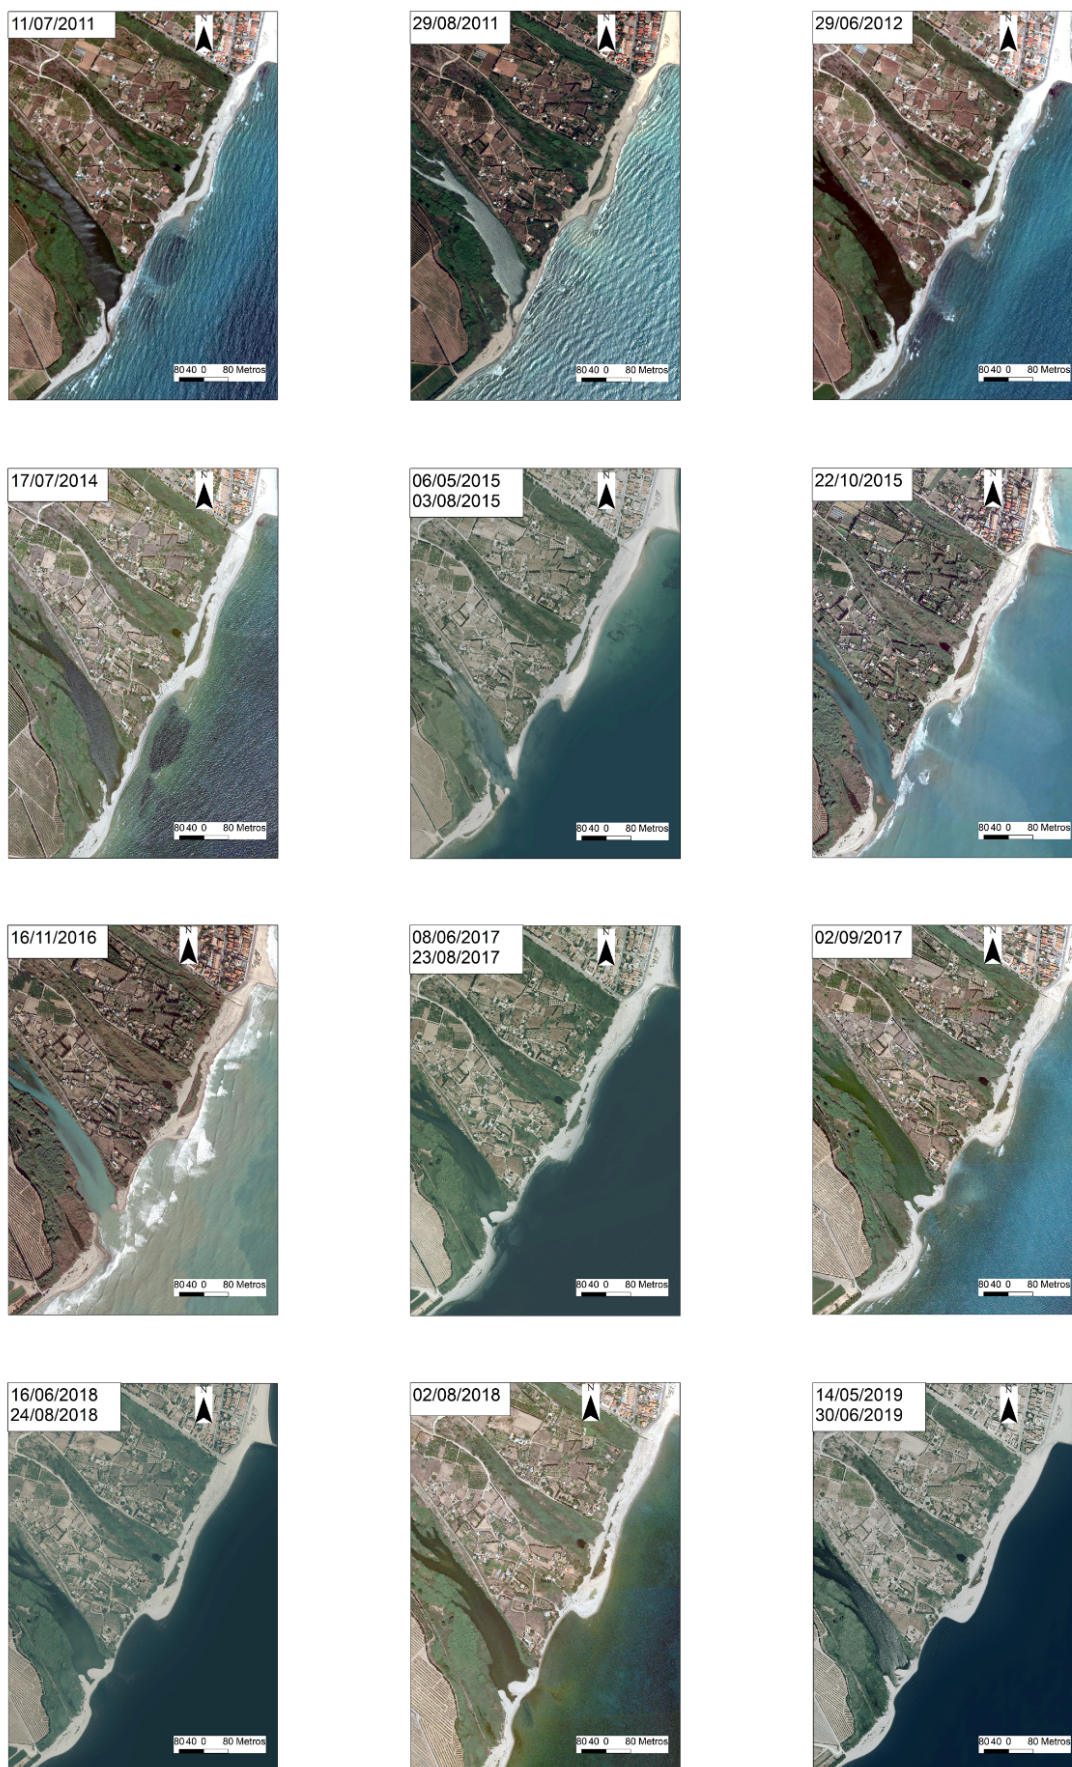 11/07/2011
N
80 40 0 80 Metros
29/08/2011
N
80 40 0 80 Metros
29/06/2012
N
80 40 0 80 Metros
17/07/2014
N
80 40 0 80 Metros
06/05/2015
03/08/2015
N
80 40 0 80 Metros
22/10/2015
N
80 40 0 80 Metros
16/11/2016
N
80 40 0 80 Metros
08/06/2017
23/08/2017
N
80 40 0 80 Metros
02/09/2017
N
80 40 0 80 Metros
16/06/2018
24/08/2018
N
80 40 0 80 Metros
02/08/2018
N
80 40 0 80 Metros
14/05/2019
30/06/2019
N
80 40 0 80 Metros